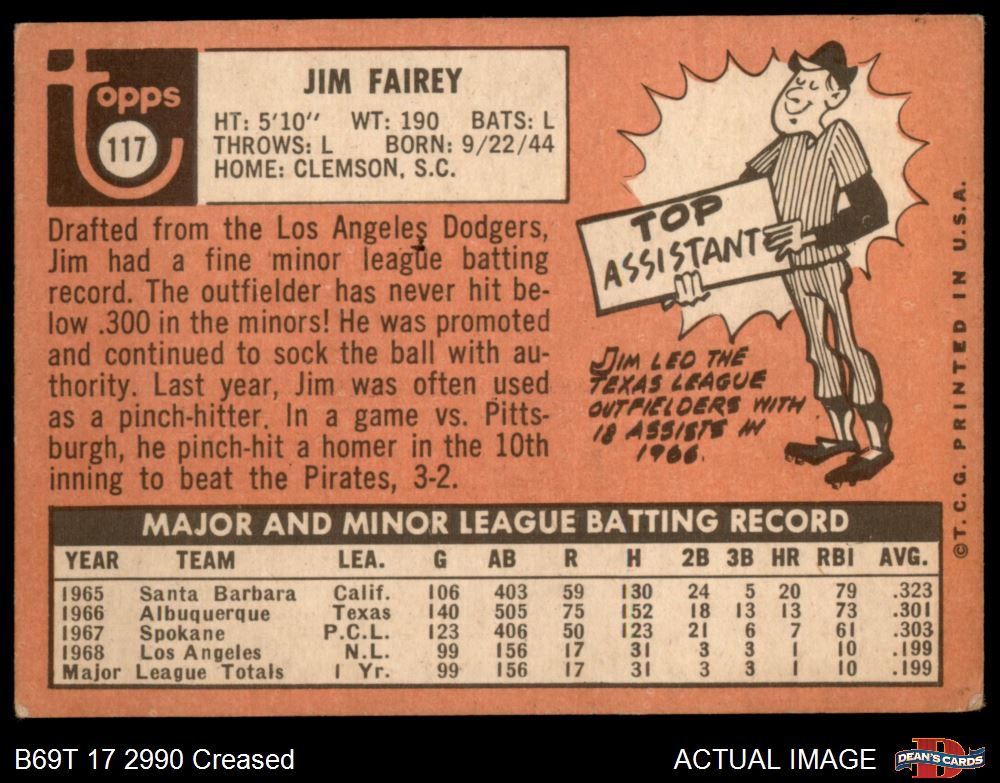 Topps
117
JIM FAIREY
HT: 5'10" WT: 190 BATS: L
THROWS: L BORN: 9/22/44
HOME: CLEMSON, S.C.
Drafted from the Los Angeles Dodgers,
Jim had a fine minor league batting
record. The outfielder has never hit be-
low .300 in the minors! He was promoted
and continued to sock the ball with au-
thority. Last year, Jim was often used
as a pinch-hitter. In a game vs. Pitts-
burgh, he pinch-hit a homer in the 10th
inning to beat the Pirates, 3-2.
TOP
ASSISTANT
JIM LED THE
TEXAS LEAGUE
OUTFIELDERS WITH
18 ASSISTS IN
1966.
©T. C. G. PRINTED IN U.S.A.
MAJOR AND MINOR LEAGUE BATTING RECORD
YEAR TEAM LEA. G AB R H 2B 3B HR RBI AVG.
1965 Santa Barbara Calif. 106 403 59 130 24 5 20 79 .323
1966 Albuquerque Texas 140 505 75 152 18 13 13 73 .301
1967 Spokane P.C.L. 123 406 50 123 21 6 7 61 .303
1968 Los Angeles N.L. 99 156 17 31 3 3 1 10 .199
Major League Totals 1 Yr. 99 156 17 31 3 3 1 10 .199
B69T 17 2990 Creased
ACTUAL IMAGE
D
DEAN'S CARDS